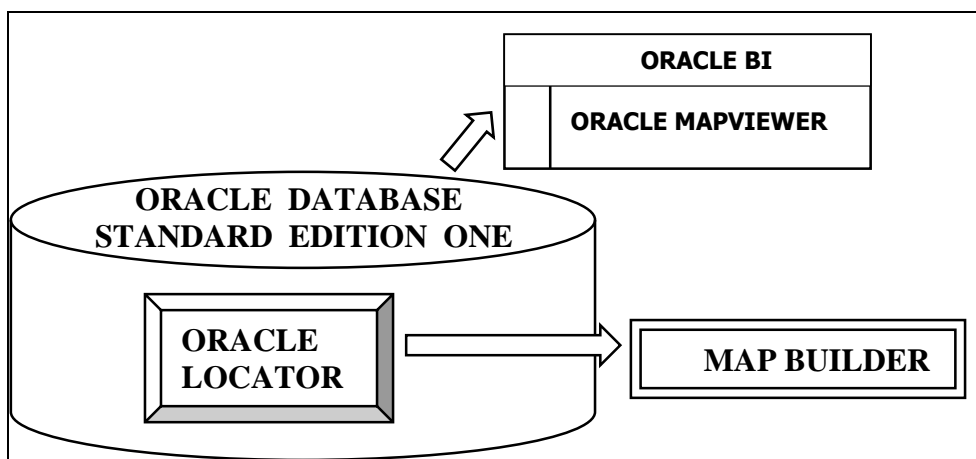 ORACLE BI
ORACLE MAPVIEWER
ORACLE DATABASE
STANDARD EDITION ONE
ORACLE
LOCATOR
MAP BUILDER